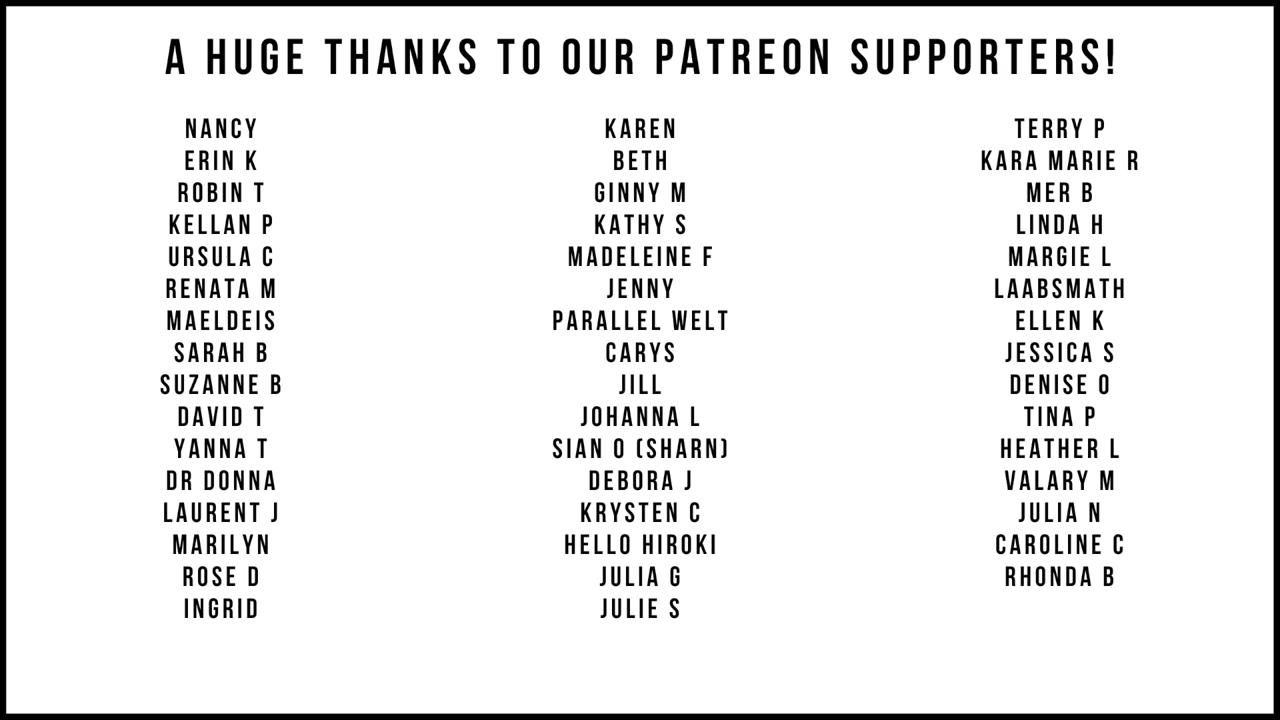 A HUGE THANKS TO OUR PATREON SUPPORTERS!
NANCY
ERIN K
ROBIN T
KELLAN P
URSULA C
RENATA M
MAELDEIS
SARAH B
SUZANNE B
DAVID T
YANNA T
DR DONNA
LAURENT J
MARILYN
ROSE D
INGRID
KAREN
BETH
GINNY M
KATHY S
MADELEINE F
JENNY
PARALLEL WELT
CARYS
JILL
JOHANNA L
SIAN O (SHARN)
DEBORA J
KRYSTEN C
HELLO HIROKI
JULIA G
JULIE S
TERRY P
KARA MARIE R
MER B
LINDA H
MARGIE L
LAABSMATH
ELLEN K
JESSICA S
DENISE O
TINA P
HEATHER L
VALARY M
JULIA N
CAROLINE C
RHONDA B